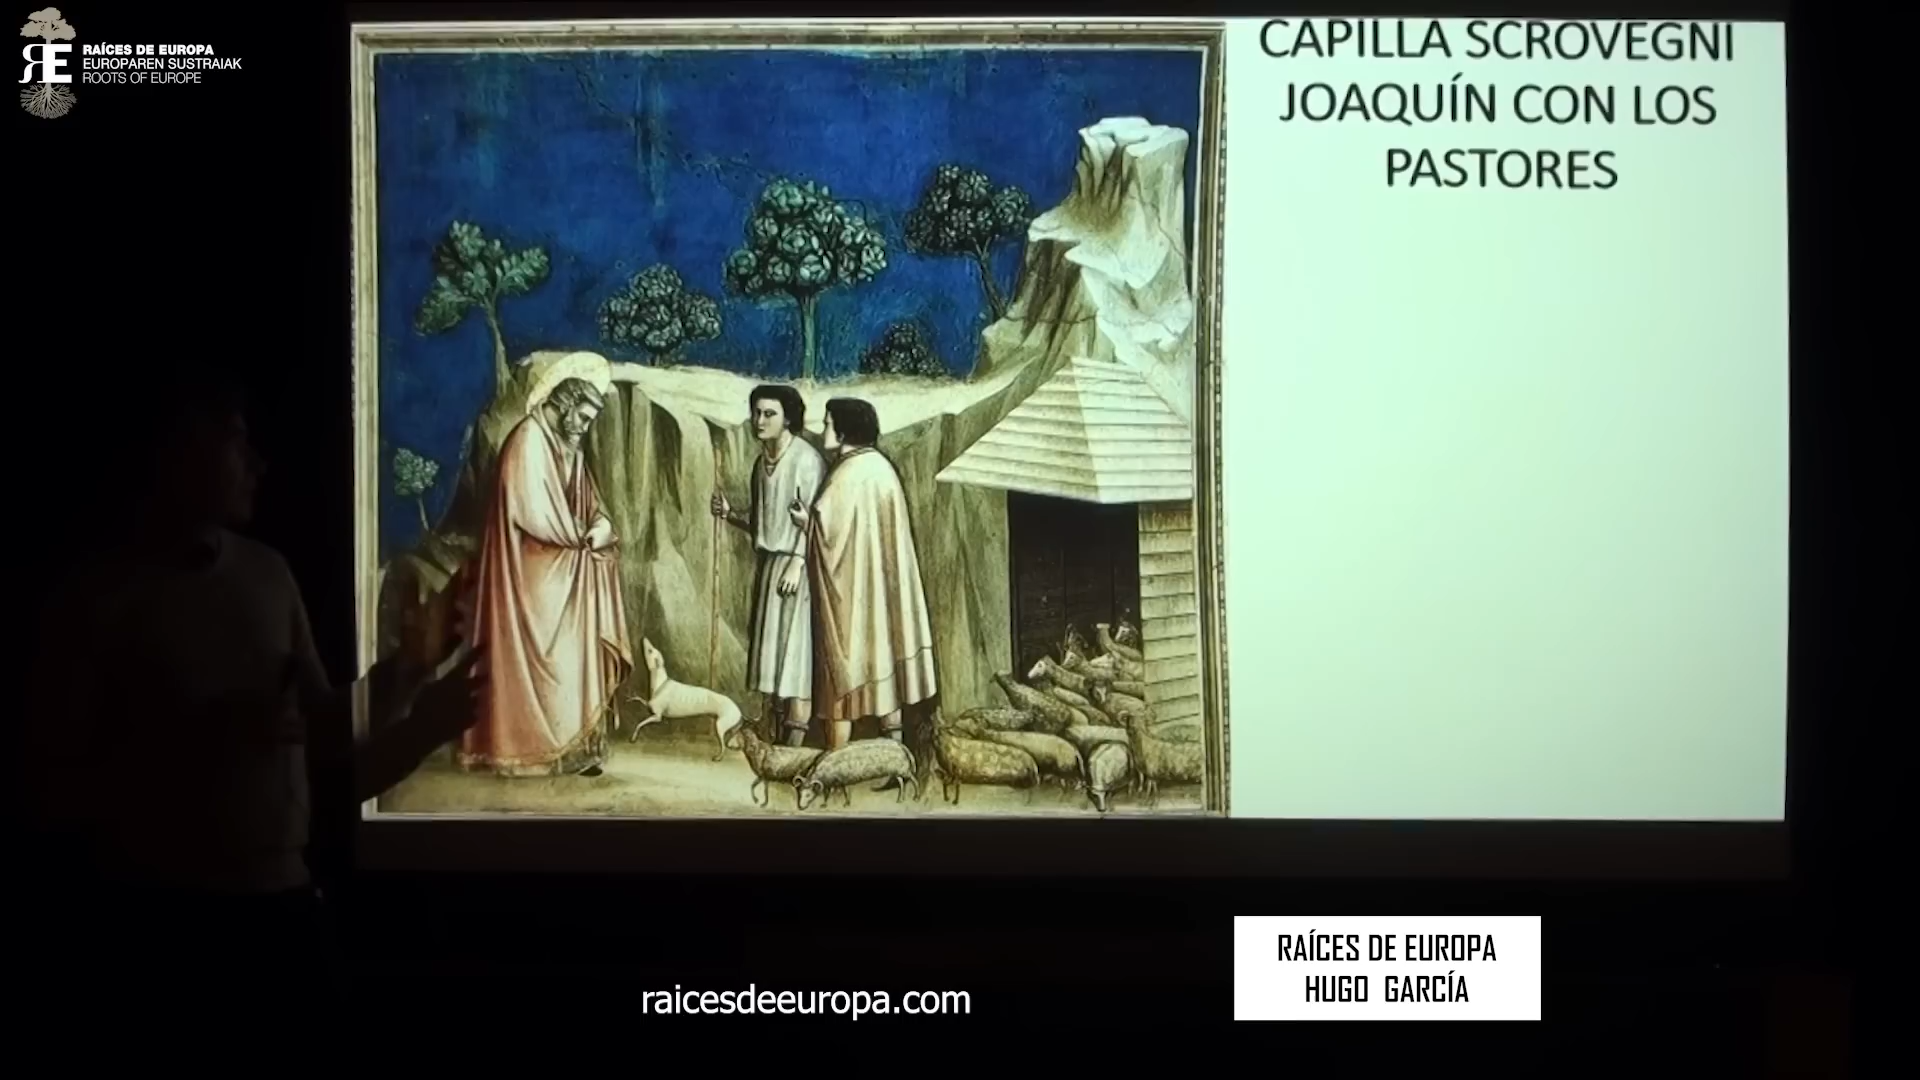 RAÍCES DE EUROPA
EUROPAREN SUSTRAIAK
ROOTS OF EUROPE
RE
CAPILLA SCROVEGNI
JOAQUÍN CON LOS
PASTORES
RAÍCES DE EUROPA
HUGO GARCÍA
raicesdeeuropa.com